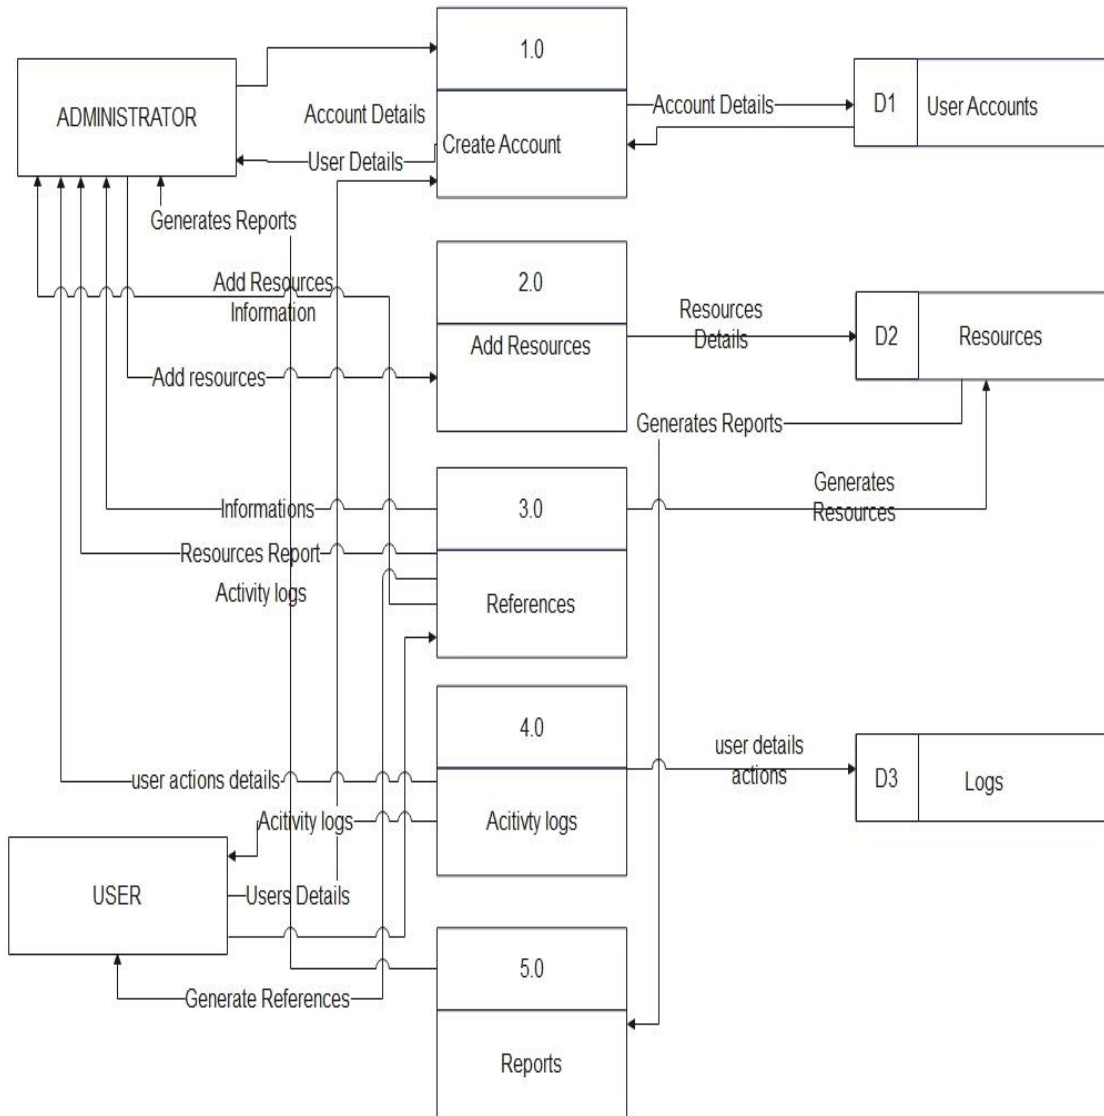 1.0
ADMINISTRATOR
Account Details
Account Details
D1
User Accounts
Create Account
User Details
Generates Reports
2.0
Add Resources
Information
Resources
Details
D2
Resources
Add Resources
Add resources
Generates Reports
3.0
Informations
Generates
Resources
Resources Report
Activity logs
References
4.0
user details
actions
user actions details
D3
Logs
Acitivity logs
Acitivty logs
USER
Users Details
5.0
Generate References
Reports